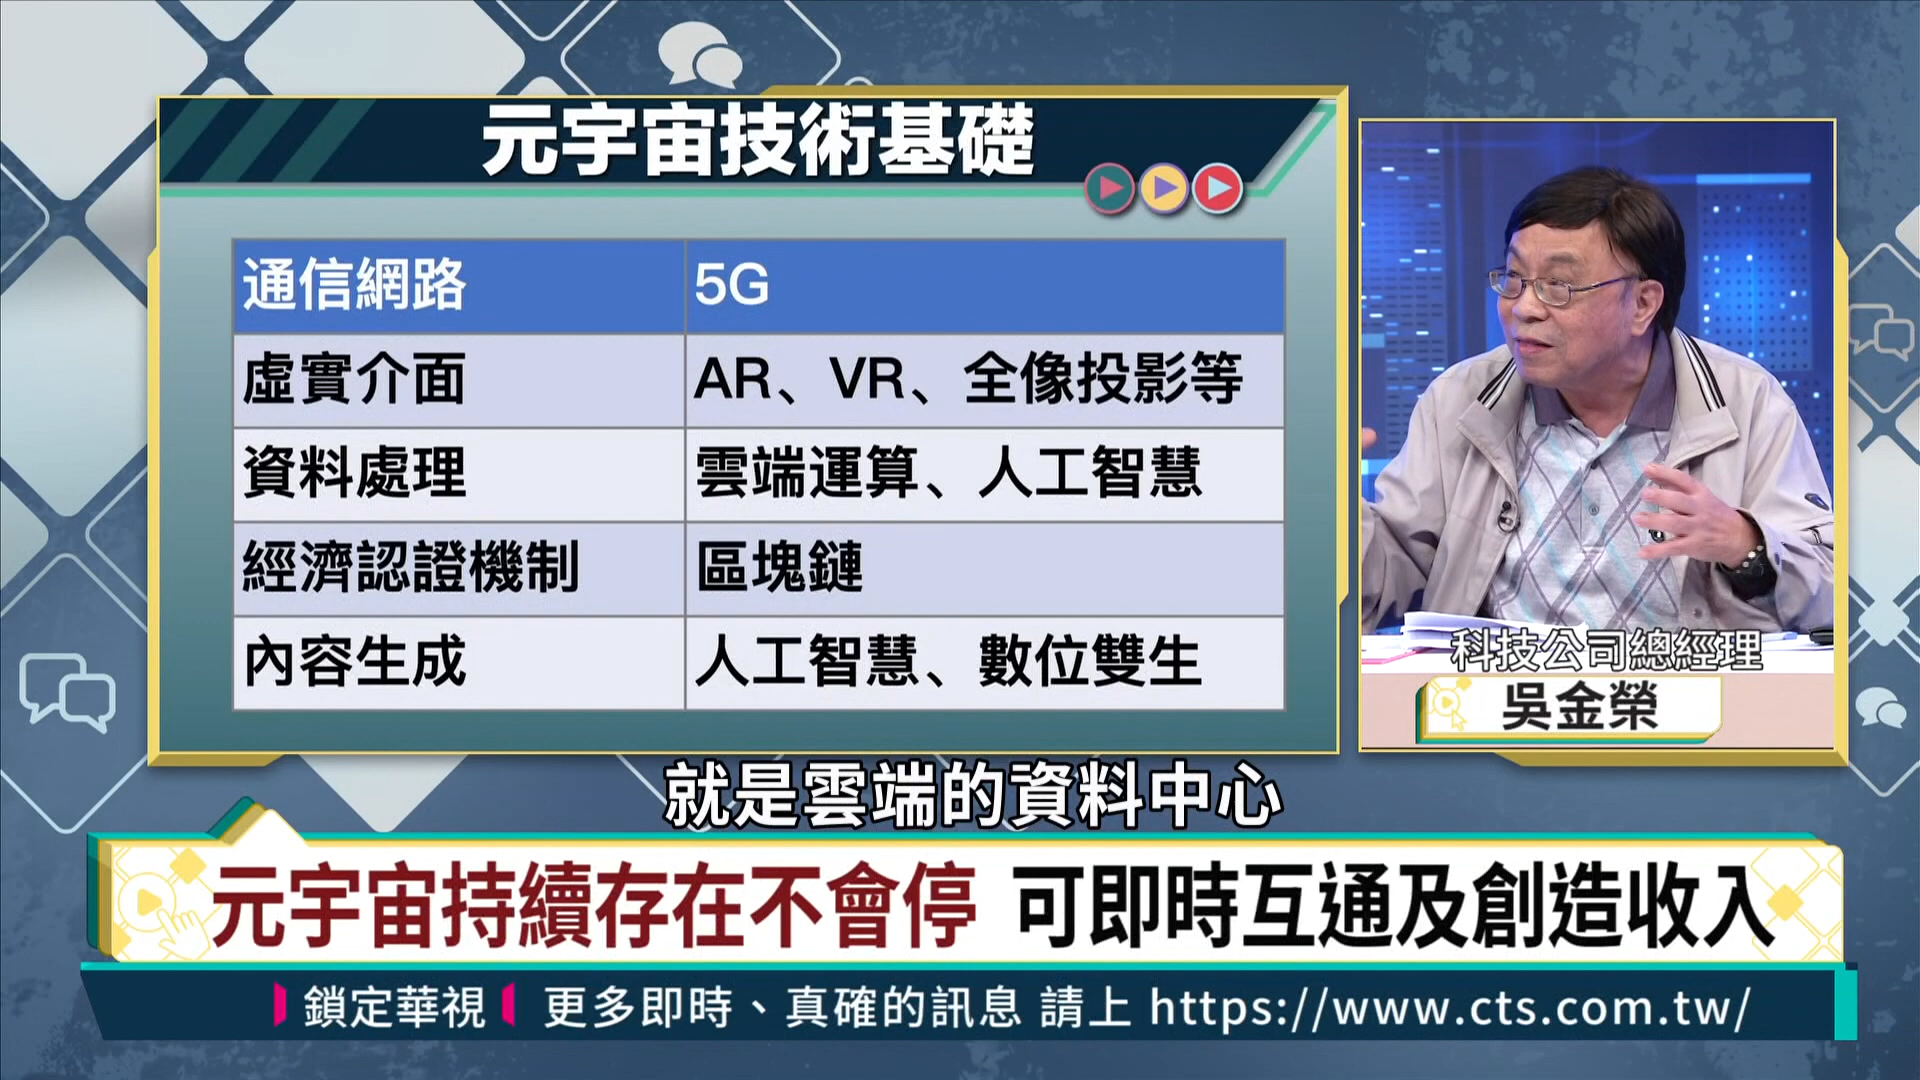 元宇宙技術基礎
通信網路 5G
虛實介面 AR、VR、全像投影等
資料處理 雲端運算、人工智慧
經濟認證機制 區塊鏈
內容生成 人工智慧、數位雙生
科技公司總經理
吳金榮
就是雲端的資料中心
元宇宙持續存在不會停 可即時互通及創造收入
鎖定華視 更多即時、真確的訊息 請上 https://www.cts.com.tw/